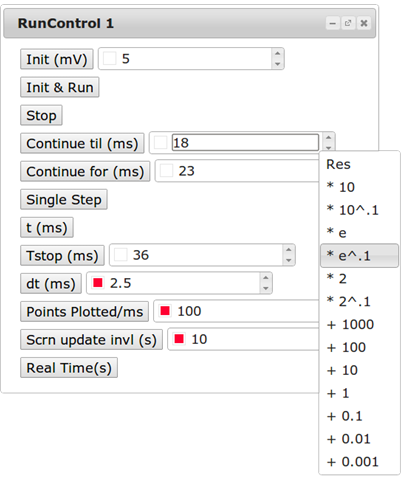 RunControl 1
Init (mV) 5
Init & Run
Stop
Continue til (ms) 18
Continue for (ms) 23
Single Step
t (ms)
Tstop (ms) 36
dt (ms) 2.5
Points Plotted/ms 100
Scrn update invl (s) 10
Real Time(s)
Res
* 10
* 10^.1
* e
* e^.1
* 2
* 2^.1
+ 1000
+ 100
+ 10
+ 1
+ 0.1
+ 0.01
+ 0.001